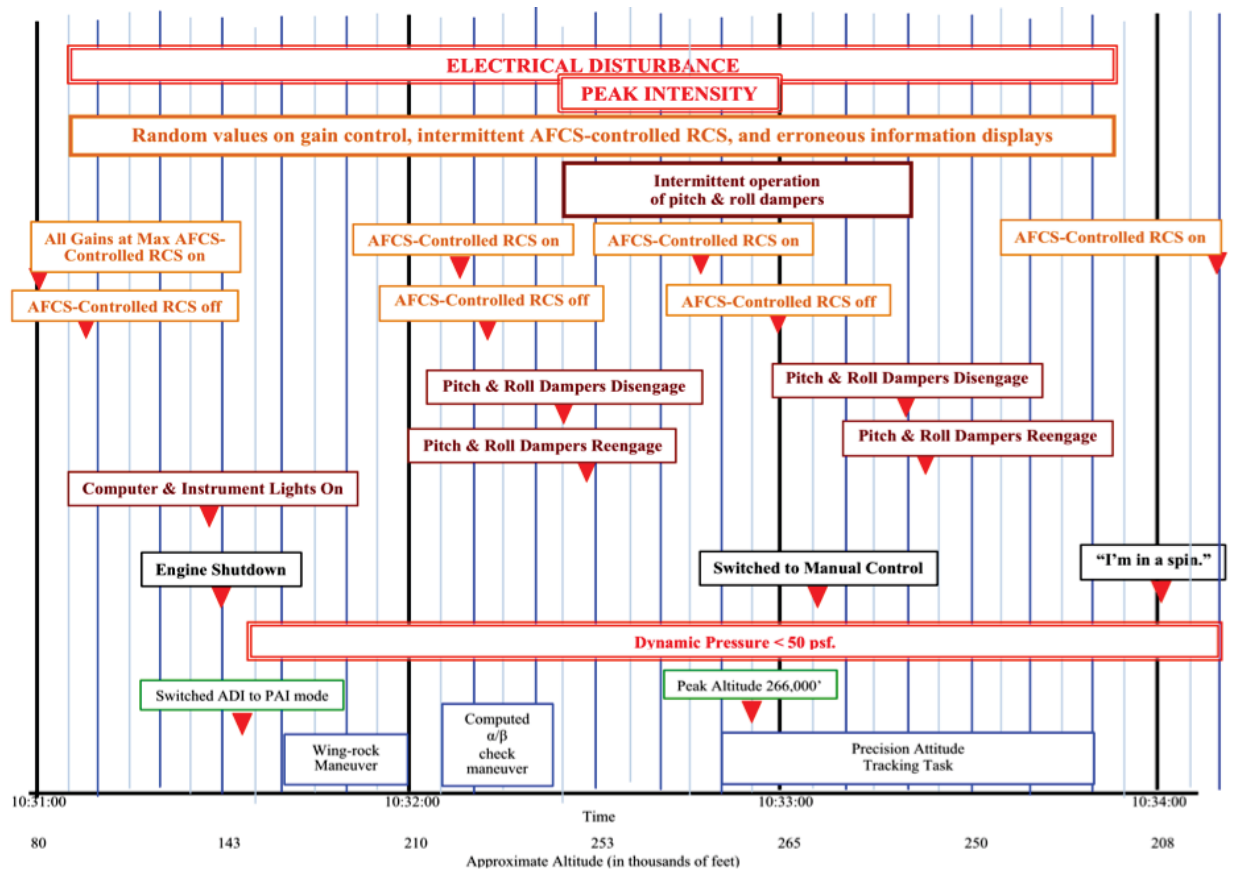 ELECTRICAL DISTURBANCE
PEAK INTENSITY
Random values on gain control, intermittent AFCS-controlled RCS, and erroneous information displays
Intermittent operation
of pitch & roll dampers
All Gains at Max AFCS-
Controlled RCS on
AFCS-Controlled RCS on
AFCS-Controlled RCS on
AFCS-Controlled RCS on
AFCS-Controlled RCS off
AFCS-Controlled RCS off
AFCS-Controlled RCS off
Pitch & Roll Dampers Disengage
Pitch & Roll Dampers Disengage
Pitch & Roll Dampers Reengage
Pitch & Roll Dampers Reengage
Computer & Instrument Lights On
Engine Shutdown
Switched to Manual Control
“I’m in a spin.”
Dynamic Pressure < 50 psf.
Switched ADI to PAI mode
Peak Altitude 266,000’
Wing-rock
Maneuver
Computed
α/β
check
maneuver
Precision Attitude
Tracking Task
10:31:00 10:32:00 10:33:00 10:34:00
Time
80 143 210 253 265 250 208
Approximate Altitude (in thousands of feet)